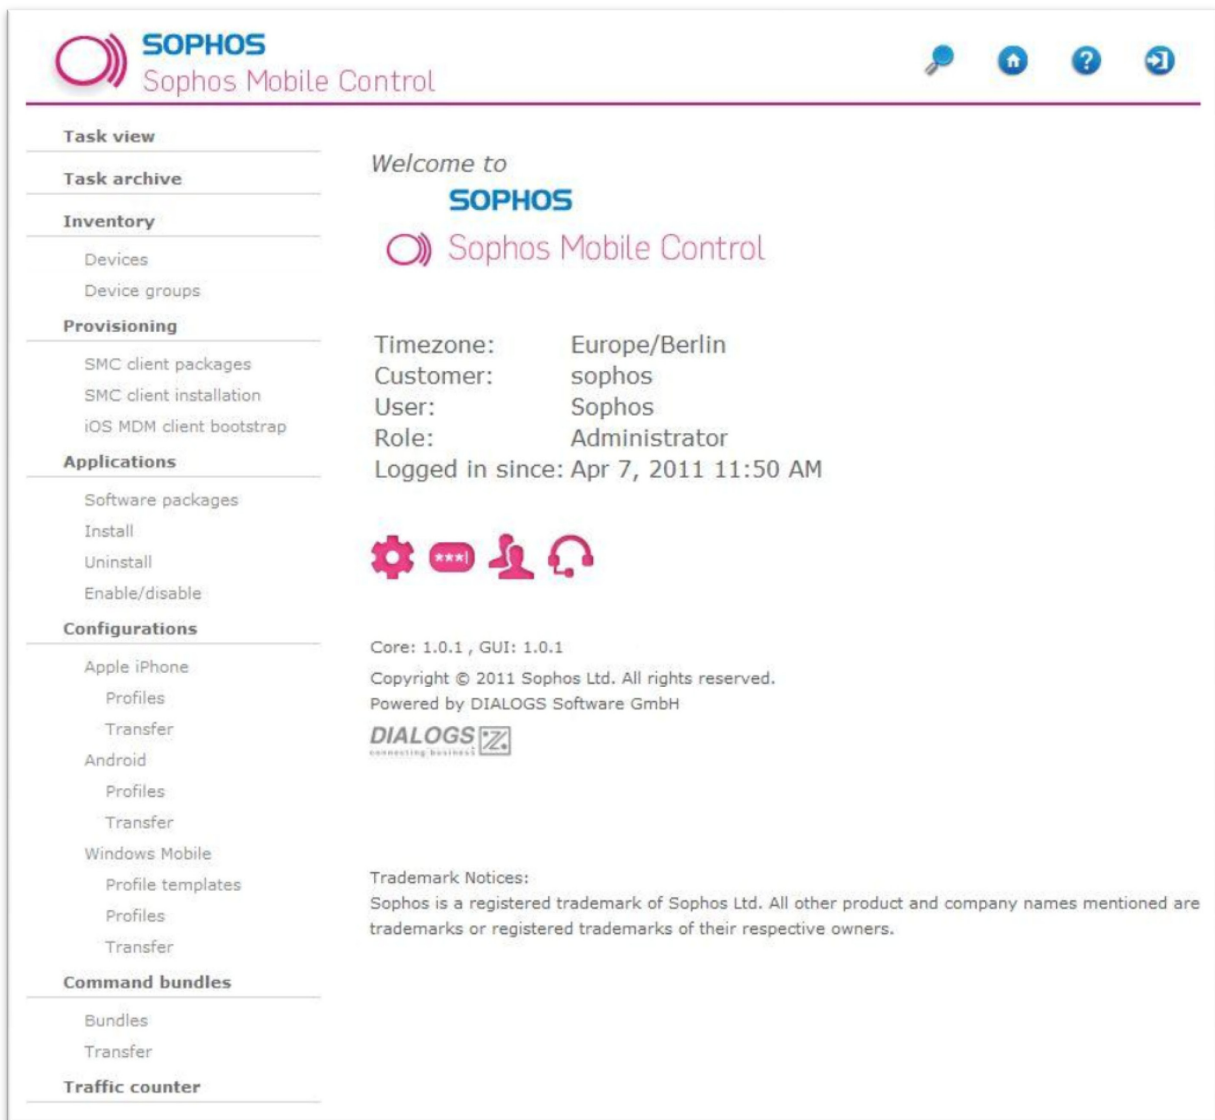 SOPHOS
Sophos Mobile Control
Task view
Task archive
Inventory
Devices
Device groups
Provisioning
SMC client packages
SMC client installation
iOS MDM client bootstrap
Applications
Software packages
Install
Uninstall
Enable/disable
Configurations
Apple iPhone
Profiles
Transfer
Android
Profiles
Transfer
Windows Mobile
Profile templates
Profiles
Transfer
Command bundles
Bundles
Transfer
Traffic counter
Welcome to
SOPHOS
Sophos Mobile Control
Timezone: Europe/Berlin
Customer: sophos
User: Sophos
Role: Administrator
Logged in since: Apr 7, 2011 11:50 AM
***|
Core: 1.0.1 , GUI: 1.0.1
Copyright © 2011 Sophos Ltd. All rights reserved.
Powered by DIALOGS Software GmbH
DIALOGS
connecting business
Trademark Notices:
Sophos is a registered trademark of Sophos Ltd. All other product and company names mentioned are
trademarks or registered trademarks of their respective owners.